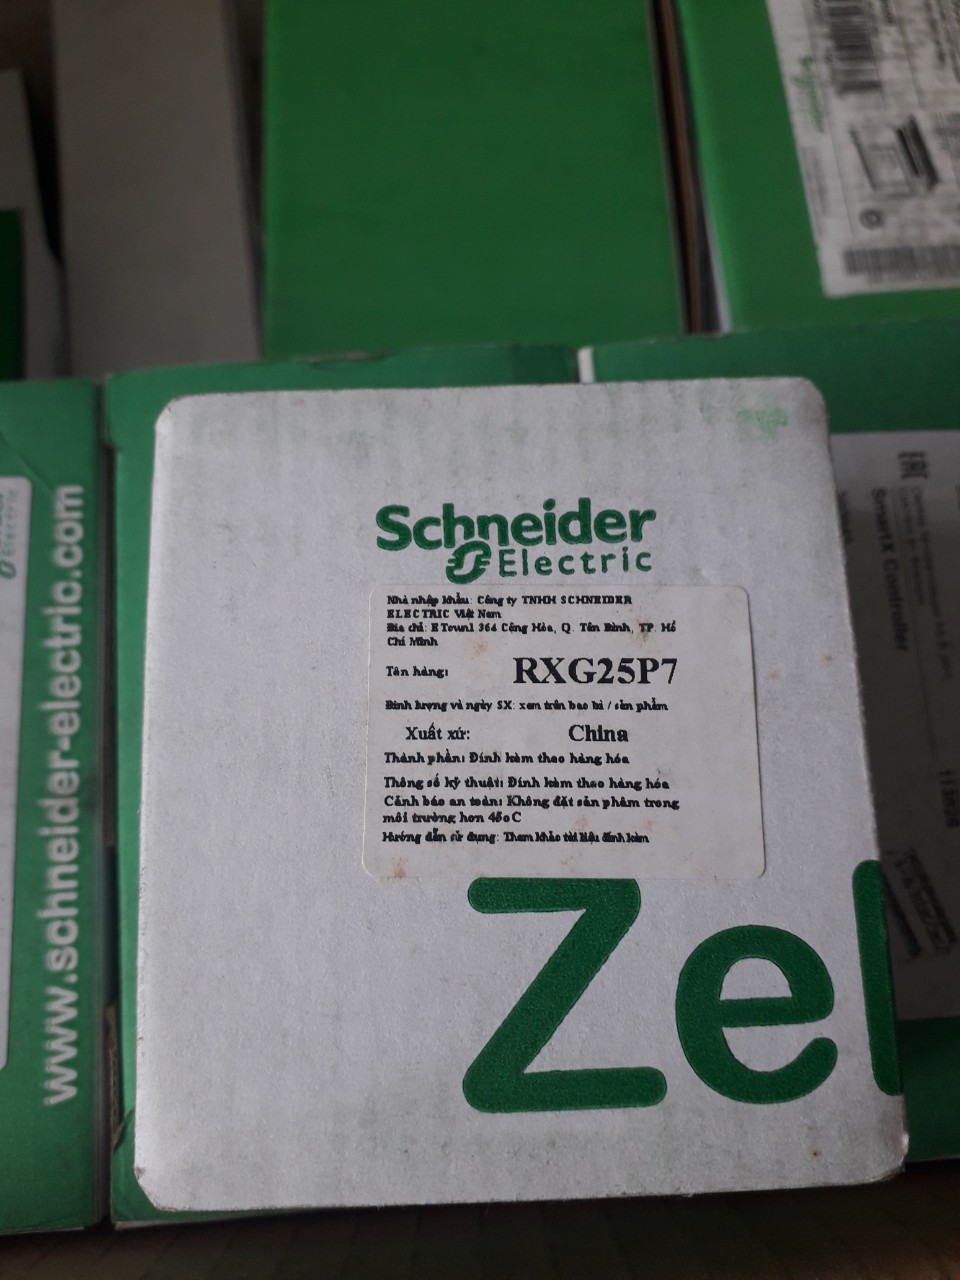 Schneider
Electric
Nhà nhập khẩu: Công ty TNHH SCHNEIDER
ELECTRIC Việt Nam
Địa chỉ: E Town1 364 Cộng Hòa, Q. Tân Bình, TP. Hồ
Chí Minh
Tên hàng: RXG25P7
Định lượng và ngày SX: xem trên bao bì / sản phẩm
Xuất xứ: China
Thành phần: Đính kèm theo hàng hóa
Thông số kỹ thuật: Đính kèm theo hàng hóa
Cảnh báo an toàn: Không đặt sản phẩm trong
môi trường hơn 45oC
Hướng dẫn sử dụng: Tham khảo tài liệu đính kèm
Zel
www.schneider-electric.com
EAC
SmartX Controller